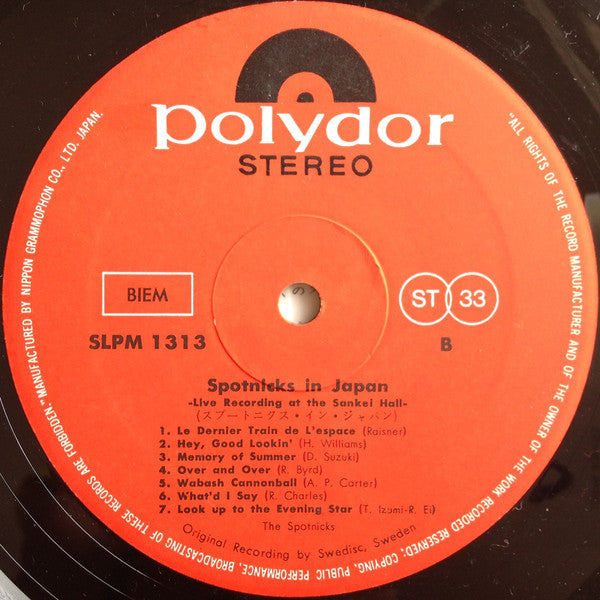 polydor
STEREO
BIEM
ST 33
SLPM 1313
B
Spotnicks in Japan
-Live Recording at the Sankei Hall-
(スプートニクス・イン・ジャパン)
1. Le Dernier Train de L'espace (Raisner)
2. Hey, Good Lookin' (H. Williams)
3. Memory of Summer (D. Suzuki)
4. Over and Over (R. Byrd)
5. Wabash Cannonball (A. P. Carter)
6. What'd I Say (R. Charles)
7. Look up to the Evening Star (T. Izumi-R. Ei)
The Spotnicks
Original Recording by Swedisc, Sweden
"ALL RIGHTS OF THE RECORD MANUFACTURER AND OF THE OWNER OF THE WORK RECORDED RESERVED; COPYING, PUBLIC PERFORMANCE, BROADCASTING OF THESE RECORDS ARE FORBIDDEN." MANUFACTURED BY NIPPON GRAMMOPHON CO., LTD. JAPAN.